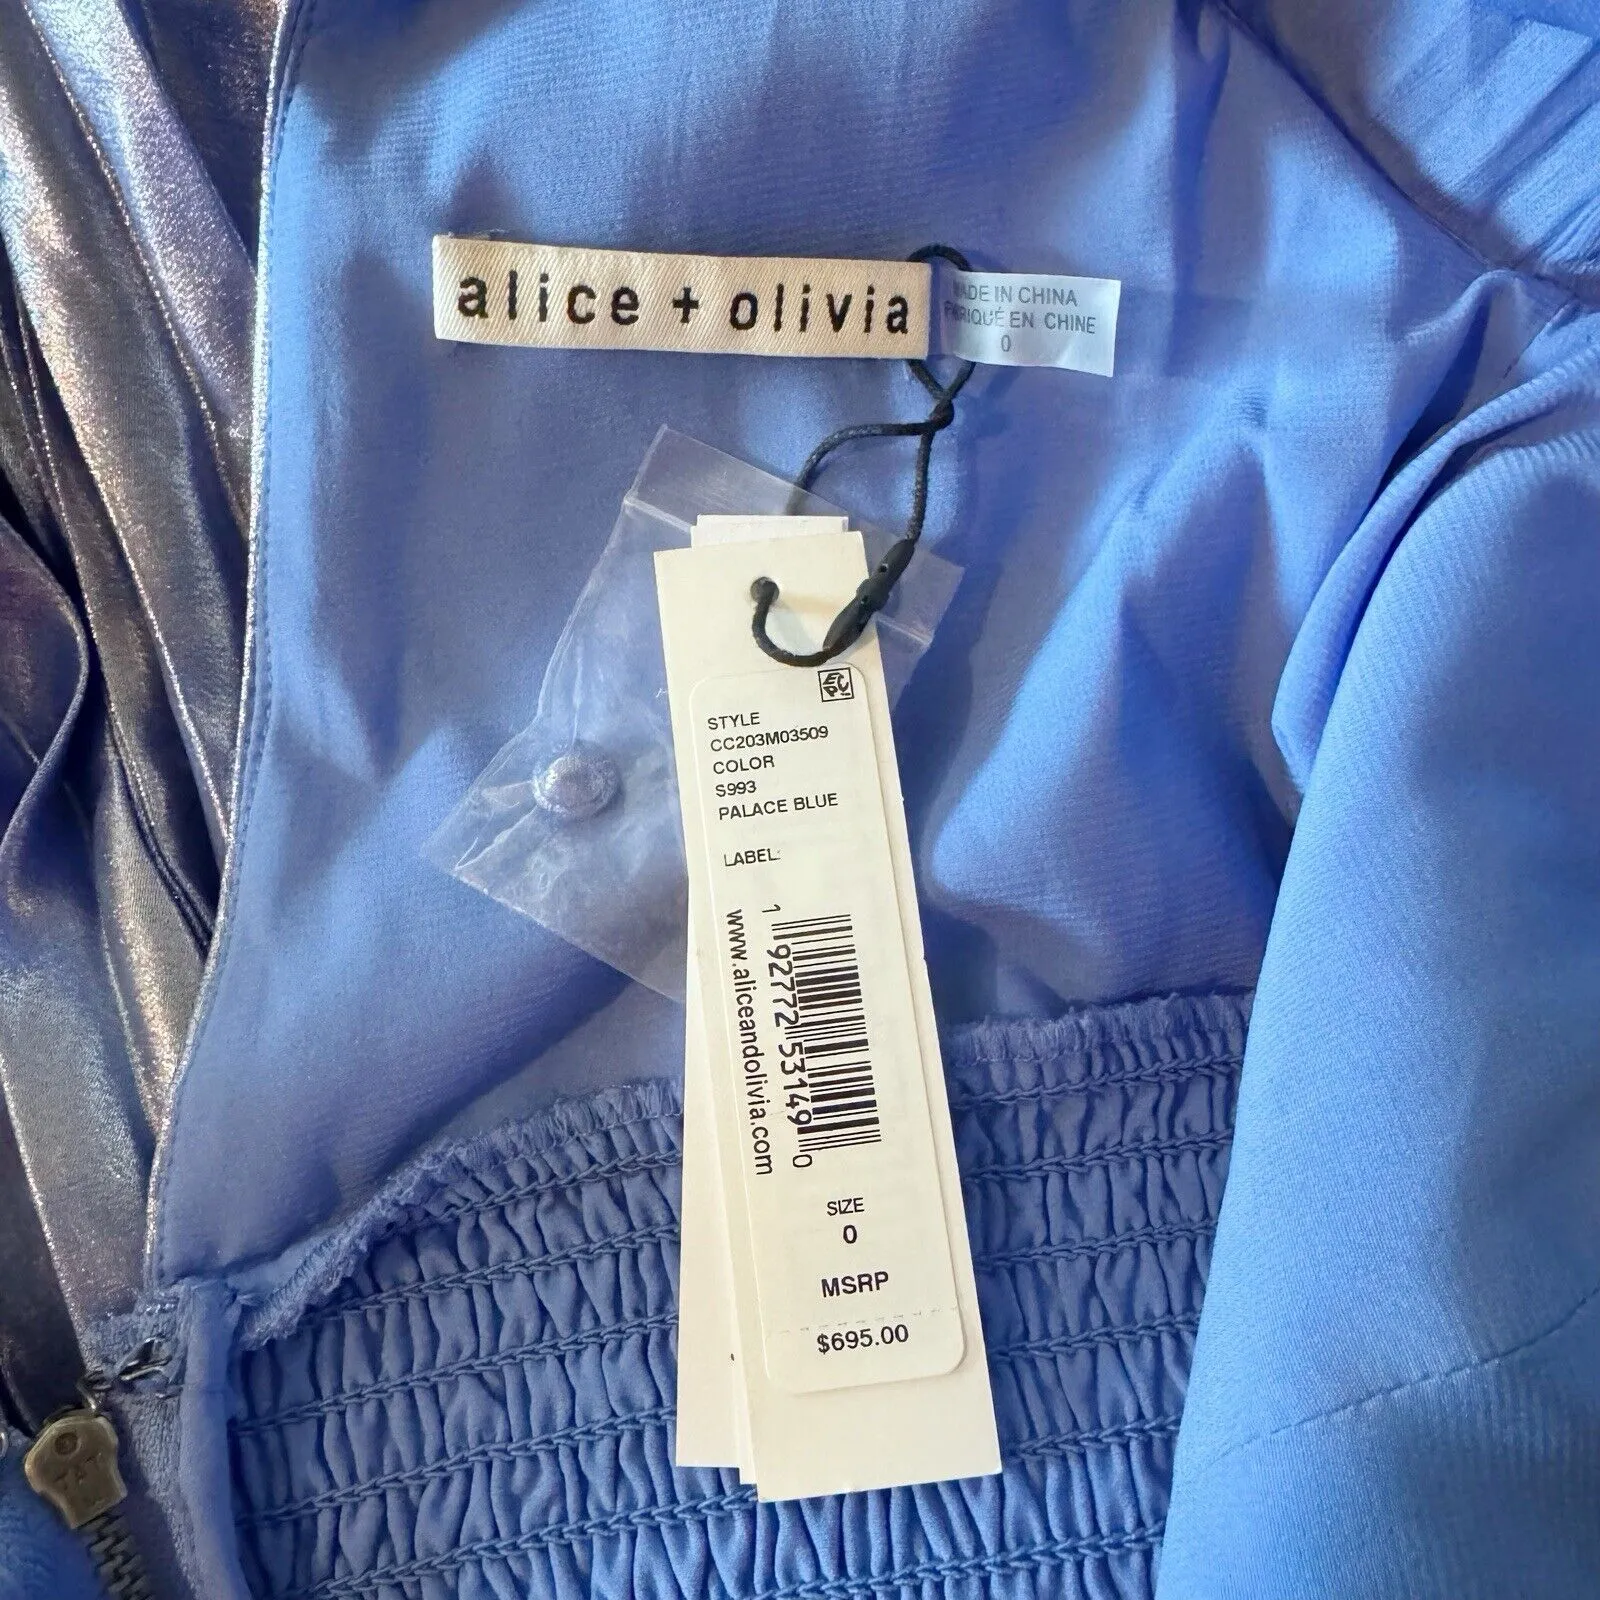 alice + olivia
MADE IN CHINA
FABRIQUÉ EN CHINE
0
STYLE
CC203M03509
COLOR
S993
PALACE BLUE
LABEL:
1 92772 53149 0
www.aliceandolivia.com
SIZE
0
MSRP
$695.00